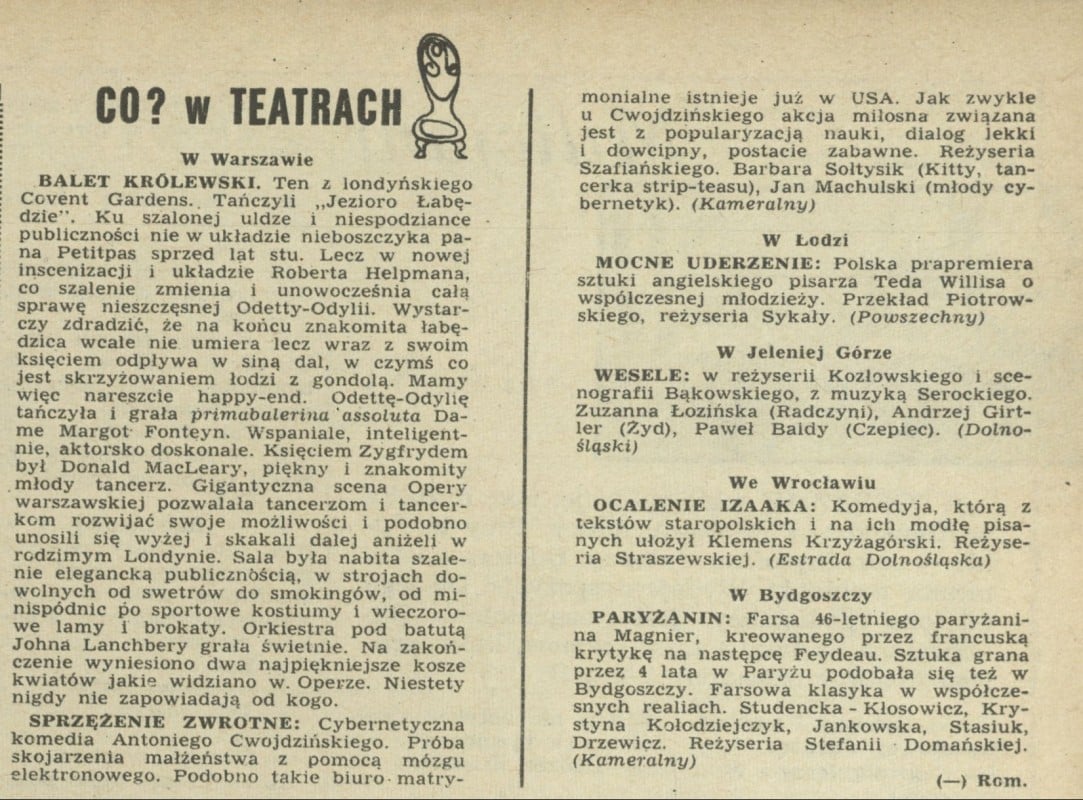 CO? w TEATRACH
W Warszawie
BALET KRÓLEWSKI. Ten z londyńskiego
Covent Gardens. Tańczyli „Jezioro Łabę-
dzie". Ku szalonej uldze i niespodziance
publiczności nie w układzie nieboszczyka pa-
na Petitpas sprzed lat stu. Lecz w nowej
inscenizacji i układzie Roberta Helpmana,
co szalenie zmienia i unowocześnia całą
sprawę nieszczęsnej Odetty-Odylii. Wystar-
czy zdradzić, że na końcu znakomita łabę-
dzica wcale nie umiera lecz wraz z swoim
księciem odpływa w siną dal, w czymś co
jest skrzyżowaniem łodzi z gondolą. Mamy
więc nareszcie happy-end. Odettę-Odylię
tańczyła i grała primabalerina assoluta Da-
me Margot Fonteyn. Wspaniale, inteligent-
nie, aktorsko doskonale. Księciem Zygfrydem
był Donald MacLeary, piękny i znakomity
młody tancerz. Gigantyczna scena Opery
warszawskiej pozwalała tancerzom i tancer-
kom rozwijać swoje możliwości i podobno
unosili się wyżej i skakali dalej aniżeli w
rodzimym Londynie. Sala była nabita szale-
nie elegancką publicznością, w strojach do-
wolnych od swetrów do smokingów, od mi-
nispódnic po sportowe kostiumy i wieczoro-
we lamy i brokaty. Orkiestra pod batutą
Johna Lanchbery grała świetnie. Na zakoń-
czenie wyniesiono dwa najpiękniejsze kosze
kwiatów jakie widziano w. Operze. Niestety
nigdy nie zapowiadają od kogo.
SPRZĘŻENIE ZWROTNE: Cybernetyczna
komedia Antoniego Cwojdzińskiego. Próba
skojarzenia małżeństwa z pomocą mózgu
elektronowego. Podobno takie biuro matry-
monialne istnieje już w USA. Jak zwykle
u Cwojdzińskiego akcja miłosna związana
jest z popularyzacją nauki, dialog lekki
i dowcipny, postacie zabawne. Reżyseria
Szafiańskiego. Barbara Sołtysik (Kitty, tan-
cerka strip-teasu), Jan Machulski (młody cy-
bernetyk). (Kameralny)
W Łodzi
MOCNE UDERZENIE: Polska prapremiera
sztuki angielskiego pisarza Teda Willisa o
współczesnej młodzieży. Przekład Piotrow-
skiego, reżyseria Sykały. (Powszechny)
W Jeleniej Górze
WESELE: w reżyserii Kozłowskiego i sce-
nografii Bąkowskiego, z muzyką Serockiego.
Zuzanna Łozińska (Radczyni), Andrzej Girt-
ler (Żyd), Paweł Baldy (Czepiec). (Dolno-
śląski)
We Wrocławiu
OCALENIE IZAAKA: Komedyja, którą z
tekstów staropolskich i na ich modłę pisa-
nych ułożył Klemens Krzyżagórski. Reżyse-
ria Straszewskiej. (Estrada Dolnośląska)
W Bydgoszczy
PARYŻANIN: Farsa 46-letniego paryżani-
na Magnier, kreowanego przez francuską
krytykę na następcę Feydeau. Sztuka grana
przez 4 lata w Paryżu podobała się też w
Bydgoszczy. Farsowa klasyka w współcze-
snych realiach. Studencka-Kłosowicz, Kry-
styna Kołodziejczyk, Jankowska, Stasiuk,
Drzewicz. Reżyseria Stefanii Domańskiej.
(Kameralny)
(—) Rom.